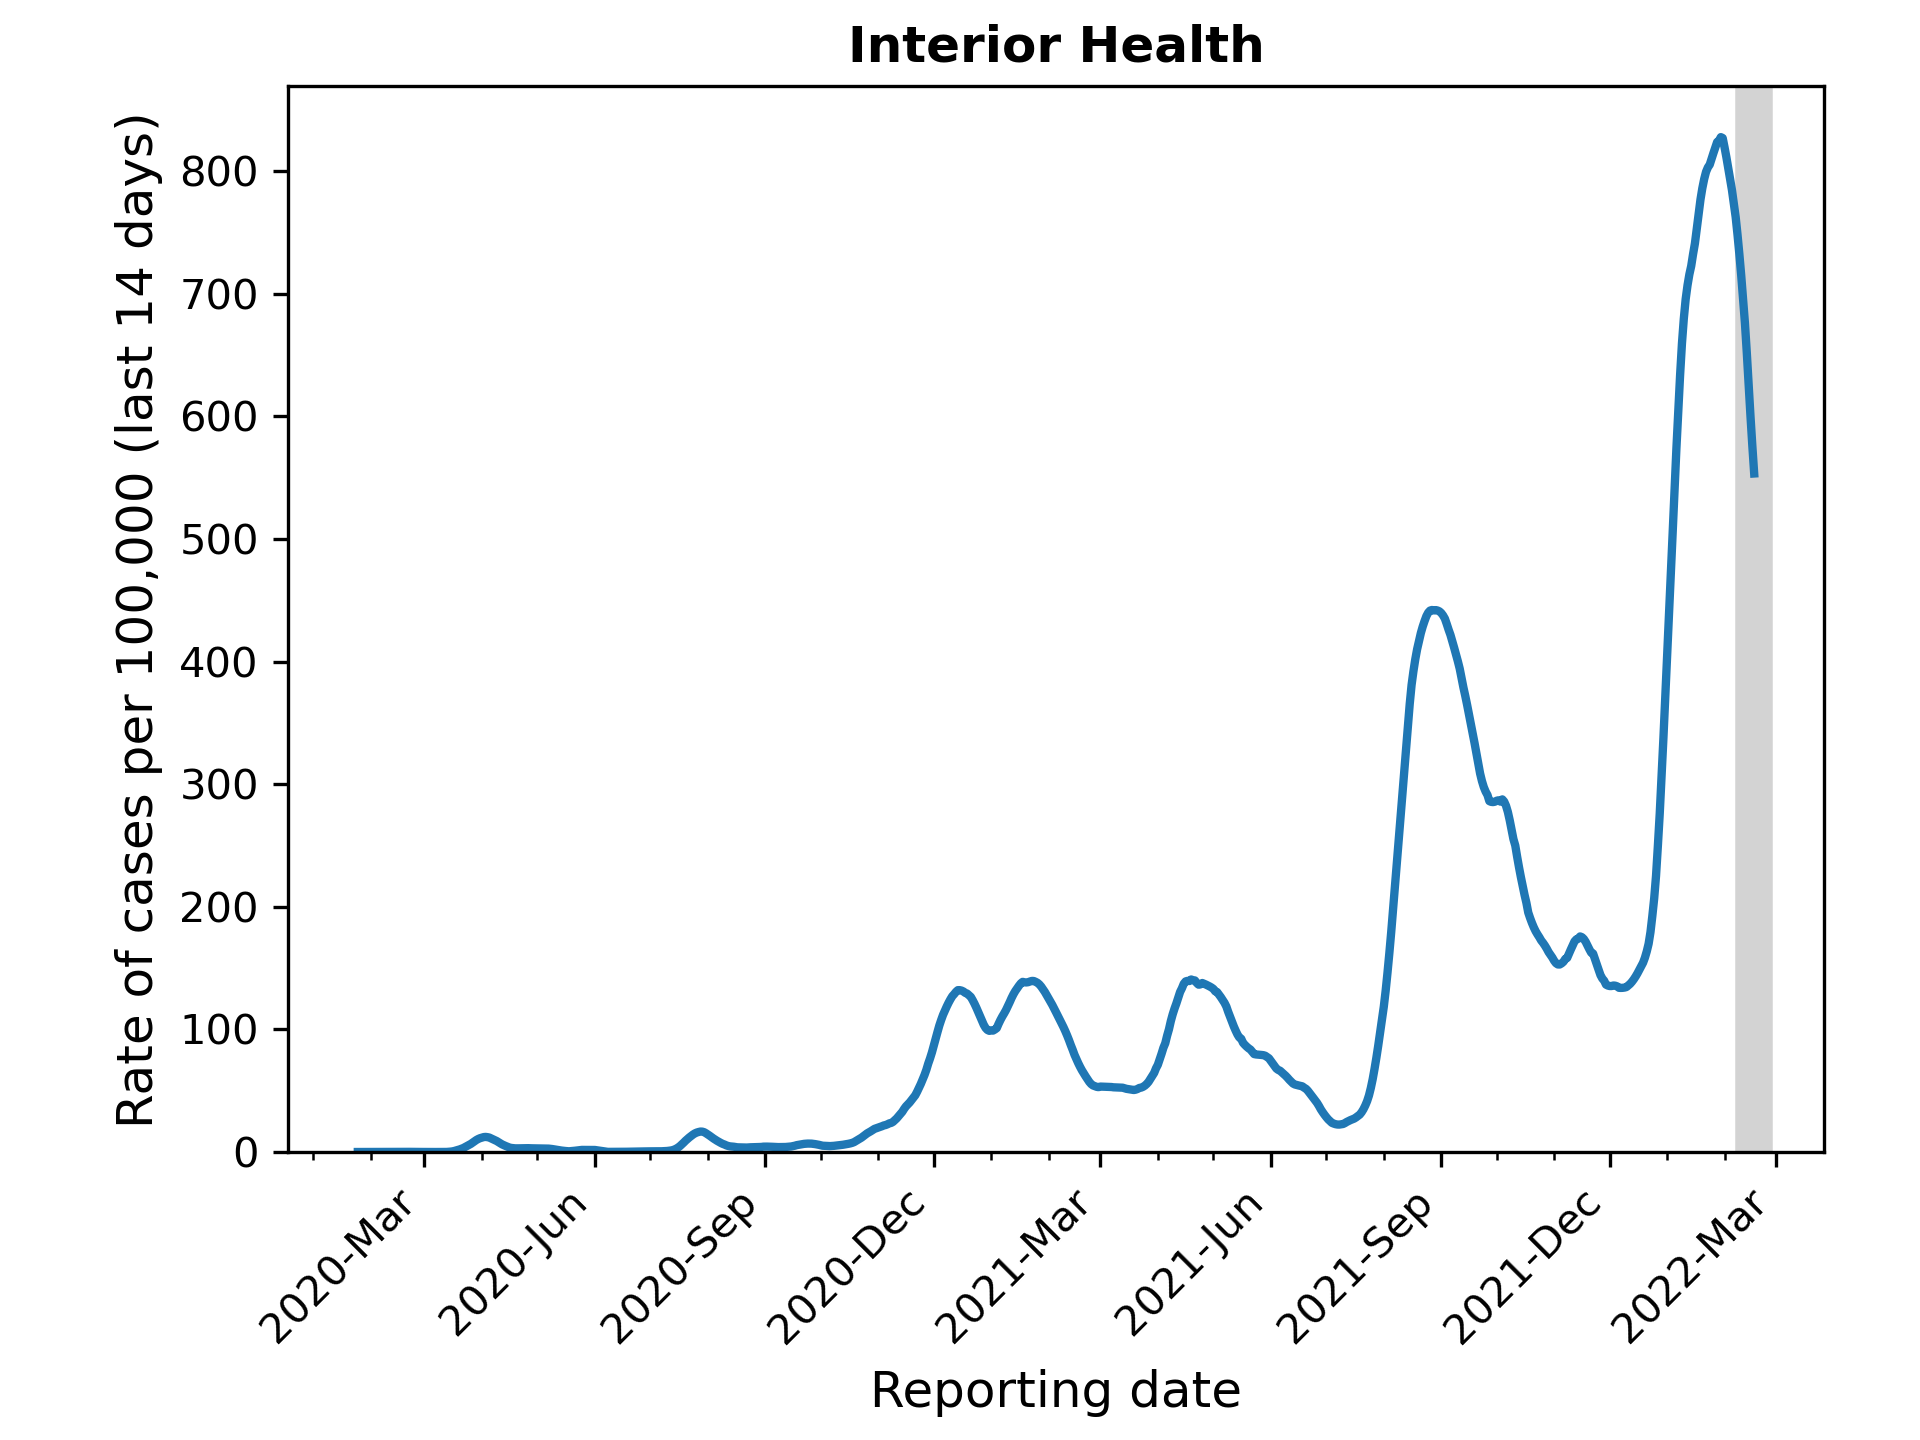 Interior Health
Rate of cases per 100,000 (last 14 days)
800
700
600
500
400
300
200
100
0
2020-Mar
2020-Jun
2020-Sep
2020-Dec
2021-Mar
2021-Jun
2021-Sep
2021-Dec
2022-Mar
Reporting date